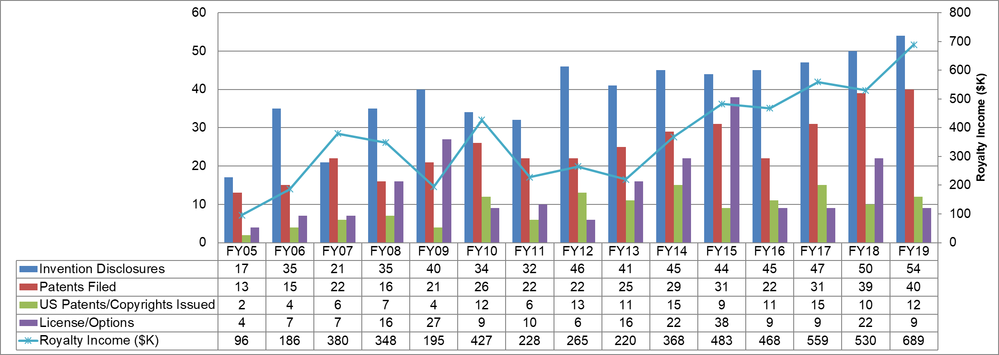 60
50
40
30
20
10
0
800
700
600
500
400
300
200
100
0
Royalty Income ($K)
FY05 FY06 FY07 FY08 FY09 FY10 FY11 FY12 FY13 FY14 FY15 FY16 FY17 FY18 FY19
Invention Disclosures 17 35 21 35 40 34 32 46 41 45 44 45 47 50 54
Patents Filed 13 15 22 16 21 26 22 22 25 29 31 22 31 39 40
US Patents/Copyrights Issued 2 4 6 7 4 12 6 13 11 15 9 11 15 10 12
License/Options 4 7 7 16 27 9 10 6 16 22 38 9 9 22 9
Royalty Income ($K) 96 186 380 348 195 427 228 265 220 368 483 468 559 530 689